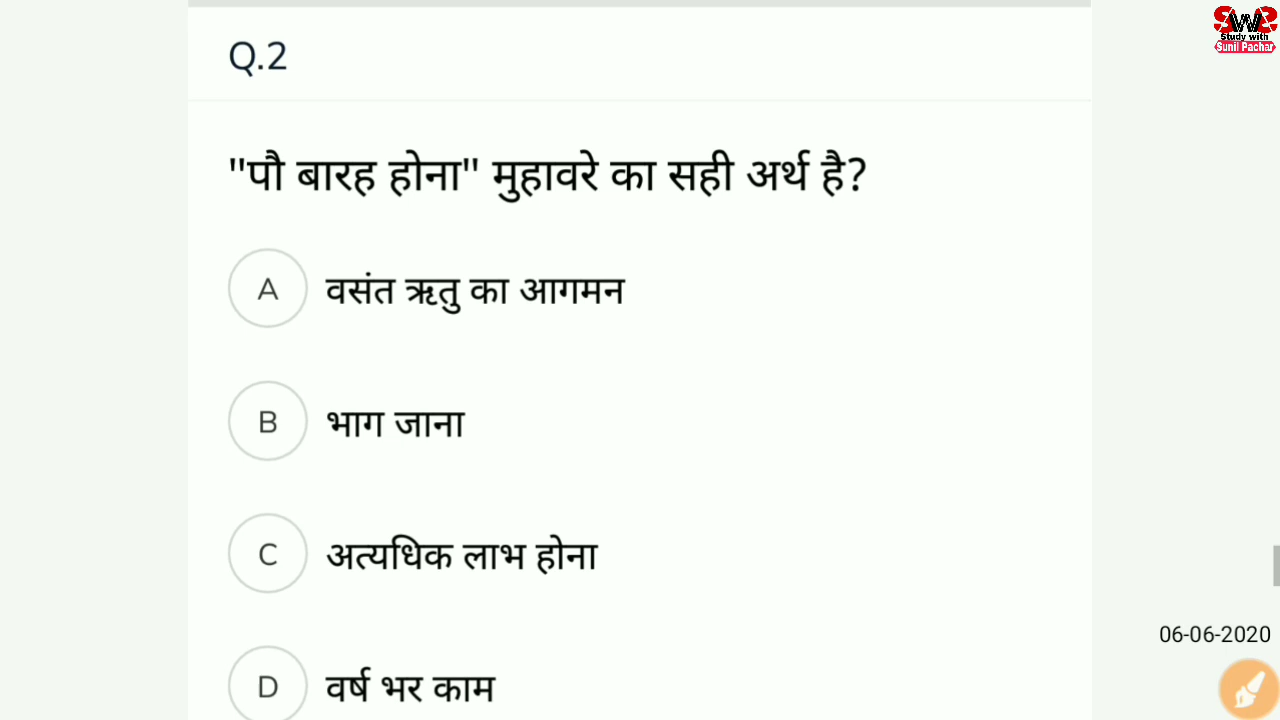 SWS
Study with
Sunil Pachar
Q.2
"पौ बारह होना" मुहावरे का सही अर्थ है?
A वसंत ऋतु का आगमन
B भाग जाना
C अत्यधिक लाभ होना
D वर्ष भर काम
06-06-2020